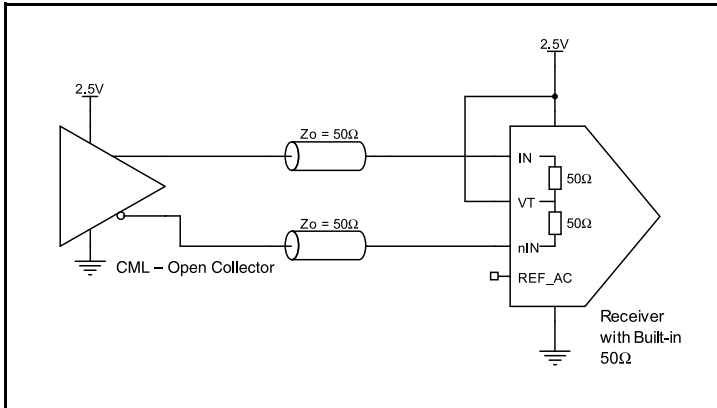 2.5V
2.5V
Zo = 50Ω
IN
50Ω
VT
50Ω
Zo = 50Ω
nIN
CML – Open Collector
REF_AC
Receiver
with Built-in
50Ω